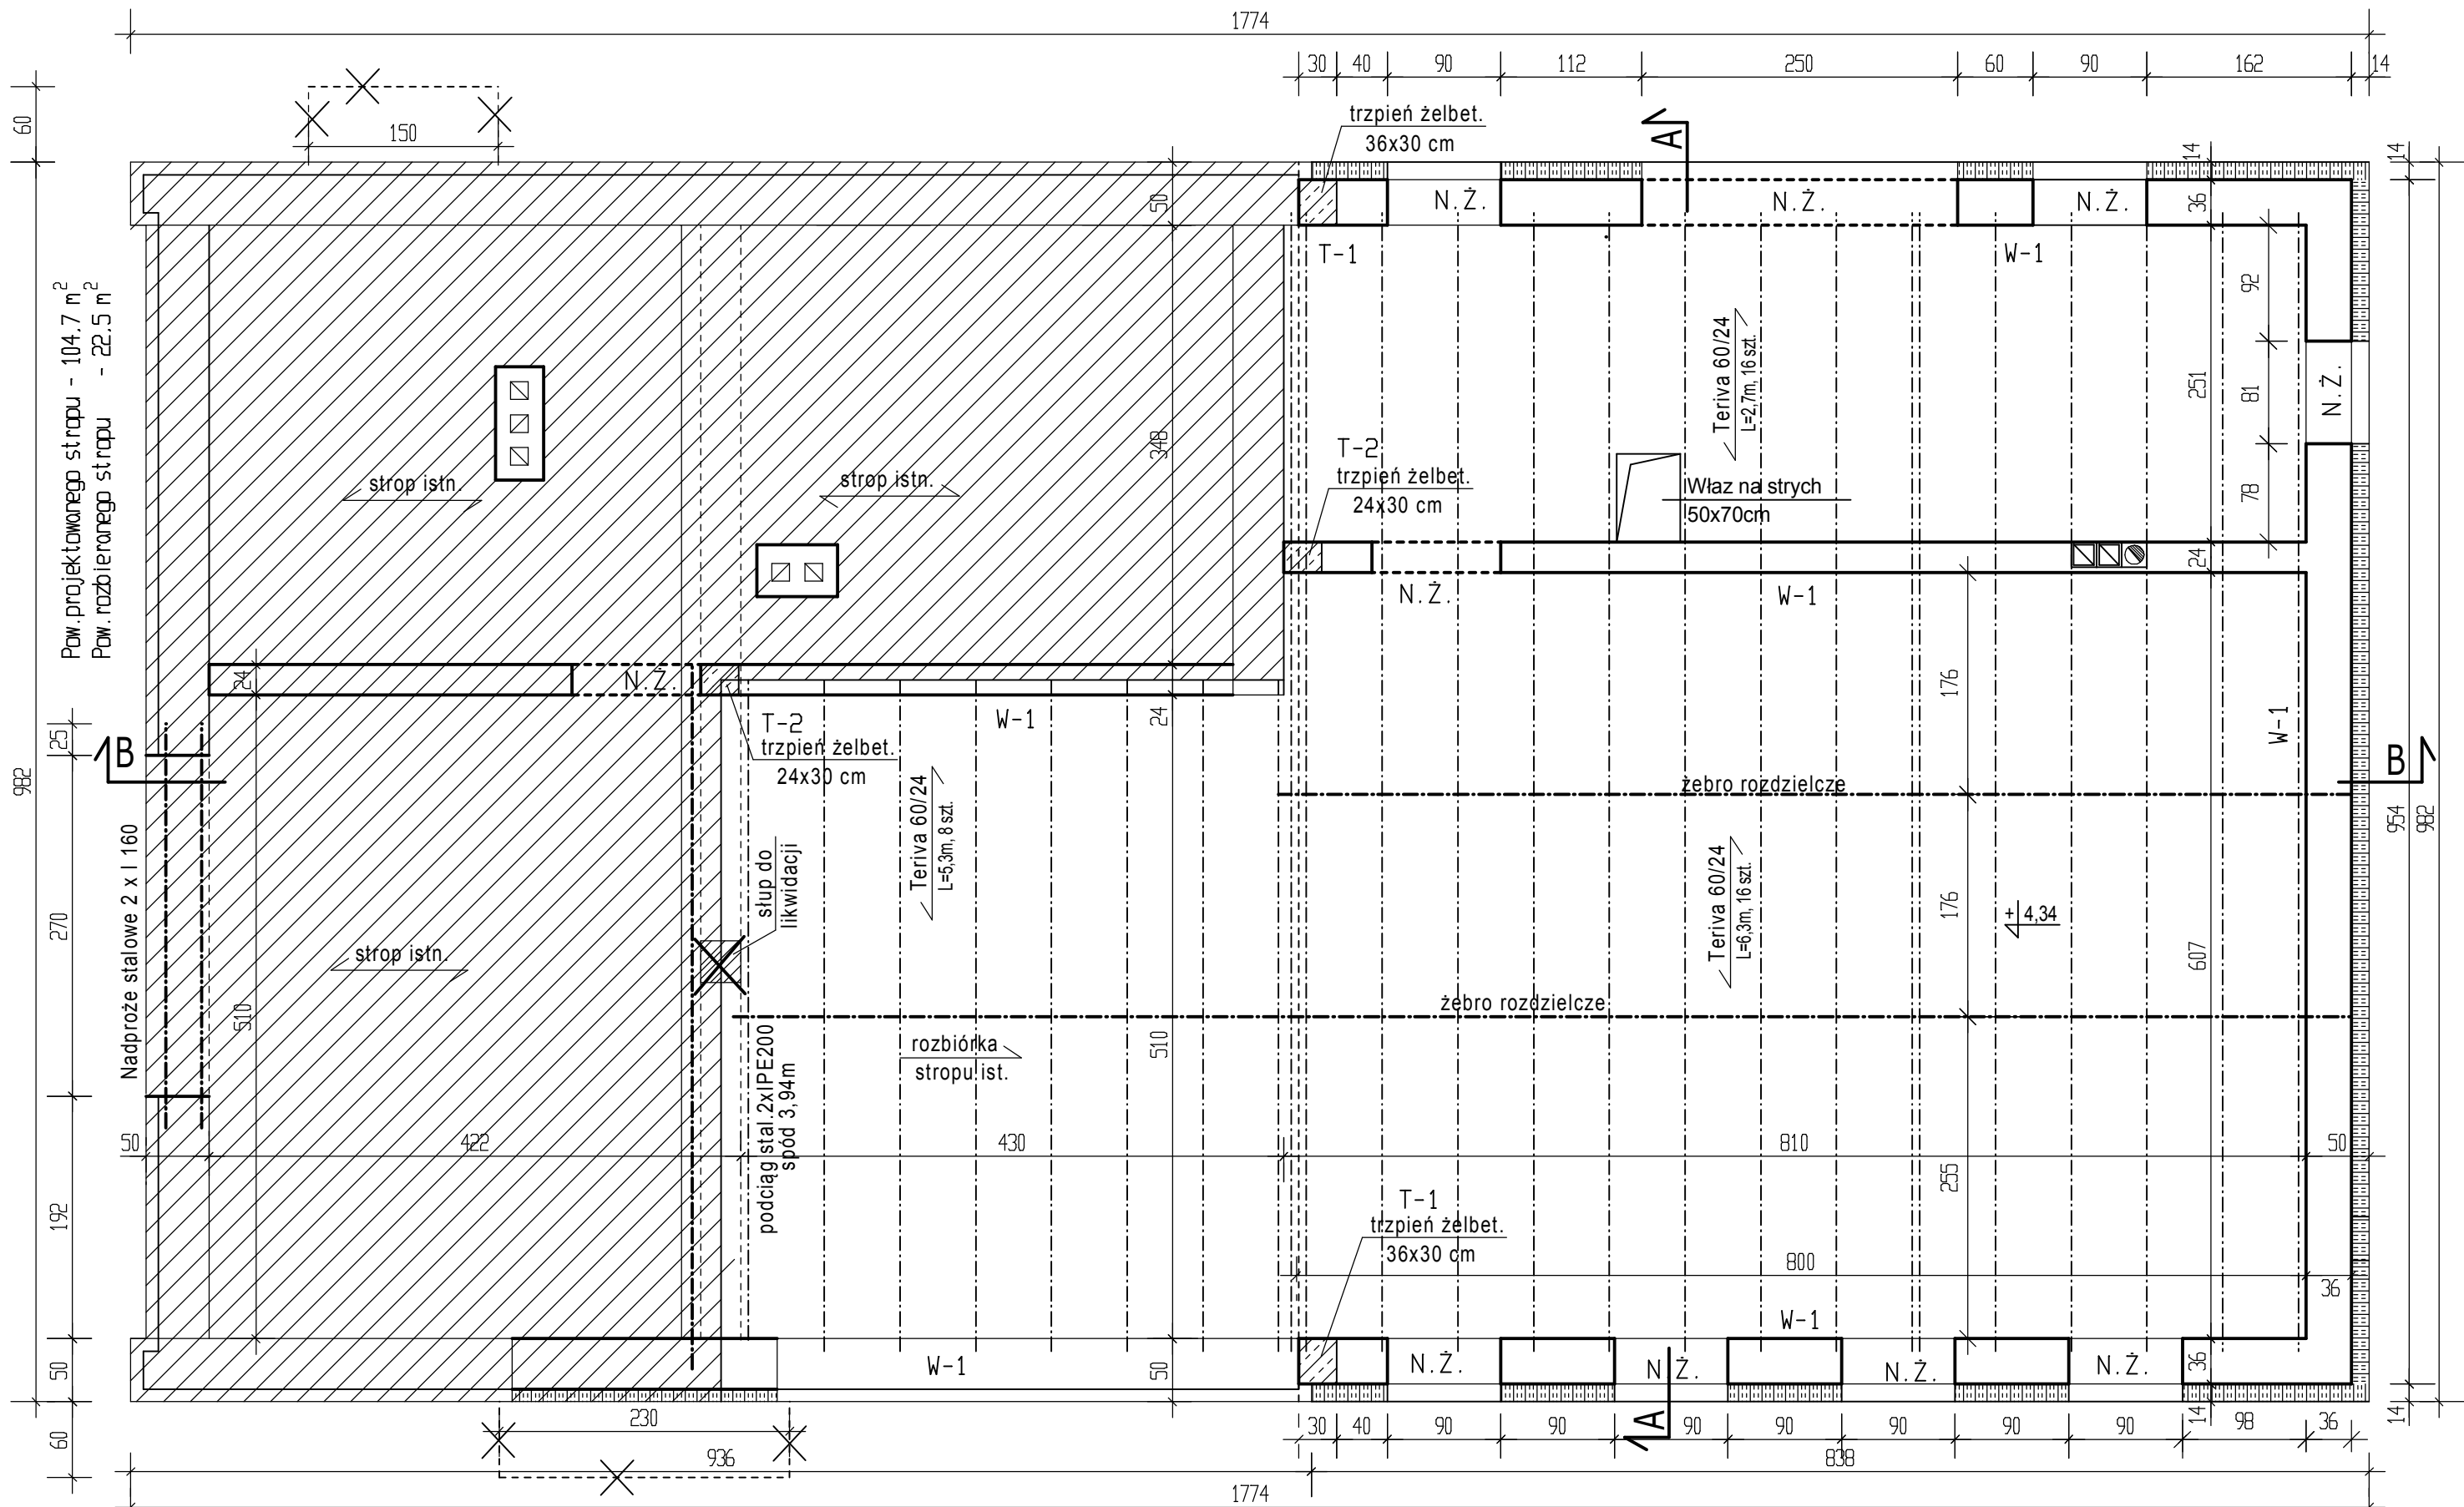 1774
30 40 90 112 250 60 90 162 14
60
150
trzpień żelbet.
36x30 cm
A
14
14
50
N.Ż.
N.Ż.
N.Ż.
36
T-1
W-1
92
Pow.projektowanego stropu - 104.7 m2
Pow.rozbieranego stropu - 22.5 m2
Teriva 60/24
L=2,7m, 16 szt.
251
81
N.Ż.
348
T-2
trzpień żelbet.
24x30 cm
strop istn.
strop istn.
Właz na strych
50x70cm
78
24
N.Ż.
W-1
24
N.Ż.
176
T-2
trzpień żelbet.
24x30 cm
W-1
24
W-1
25
B
B
982
żebro rozdzielcze
954
982
Nadproże stalowe 2 x I 160
Teriva 60/24
L=5,3m, 8 szt.
słup do
likwidacji
Teriva 60/24
L=6,3m, 16 szt.
176
+ 4,34
270
strop istn.
607
510
żebro rozdzielcze
podciąg stal.2xIPE200
spód 3,94m
rozbiórka
stropu ist.
510
50 422 430 810 50
192
255
T-1
trzpień żelbet.
36x30 cm
800
36
W-1
50
W-1
50
N.Ż.
N.Ż.
N.Ż.
N.Ż.
36
14
14
60
230
A
30 40 90 90 90 90 90 90 90 98 36
936 838
1774